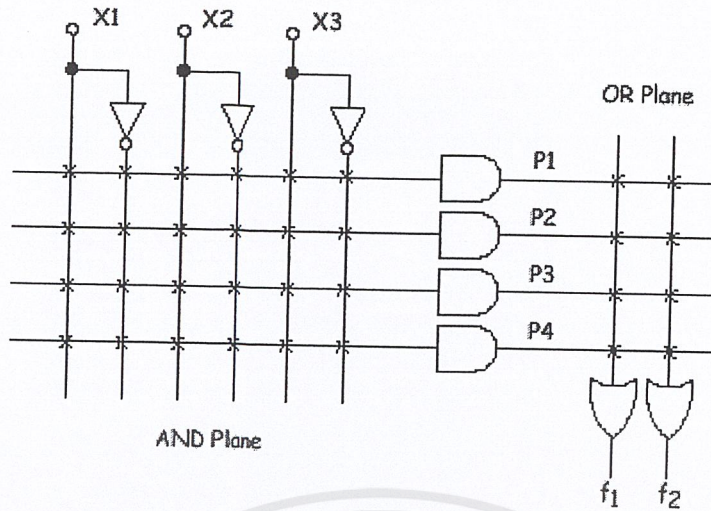 X1
X2
X3
OR Plane
P1
P2
P3
P4
AND Plane
f1
f2